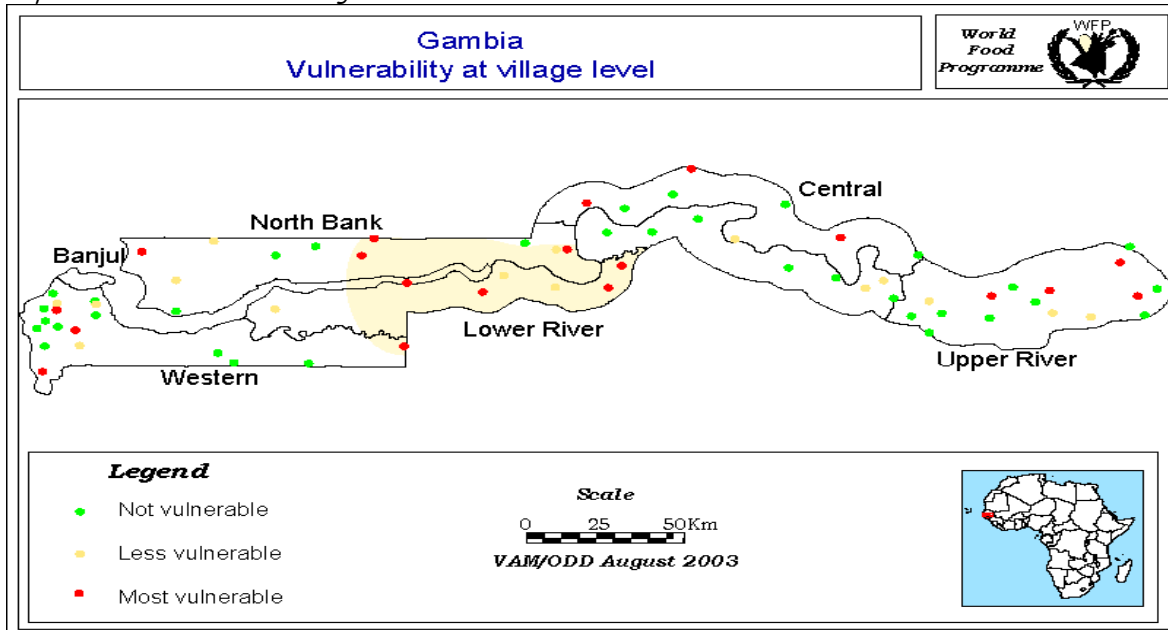 Gambia
Vulnerability at village level
World
Food
Programme
WFP
Central
North Bank
Banjul
Lower River
Upper River
Western
Legend
Not vulnerable
Less vulnerable
Most vulnerable
Scale
0 25 50Km
VAM/ODD August 2003